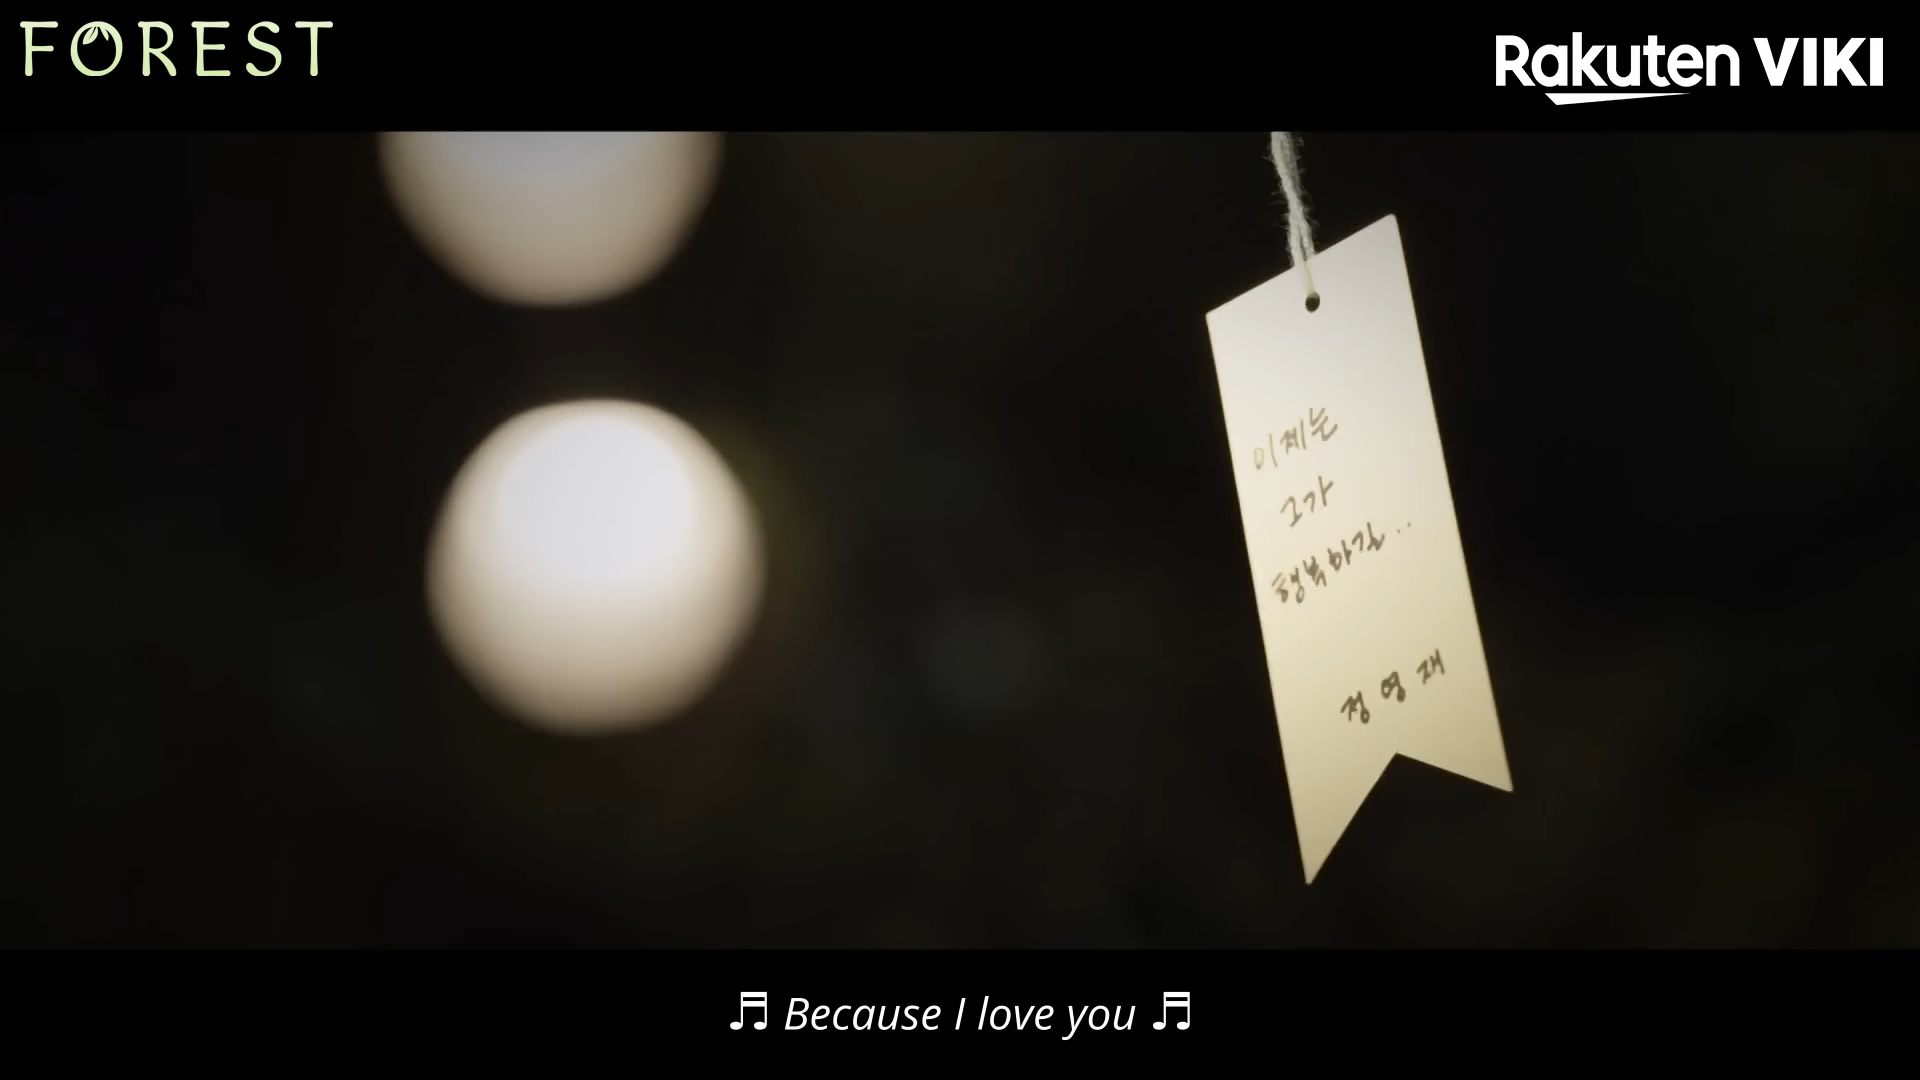 FOREST
Rakuten VIKI
이제는
그가
행복하길...
정영재
♬ Because I love you ♬